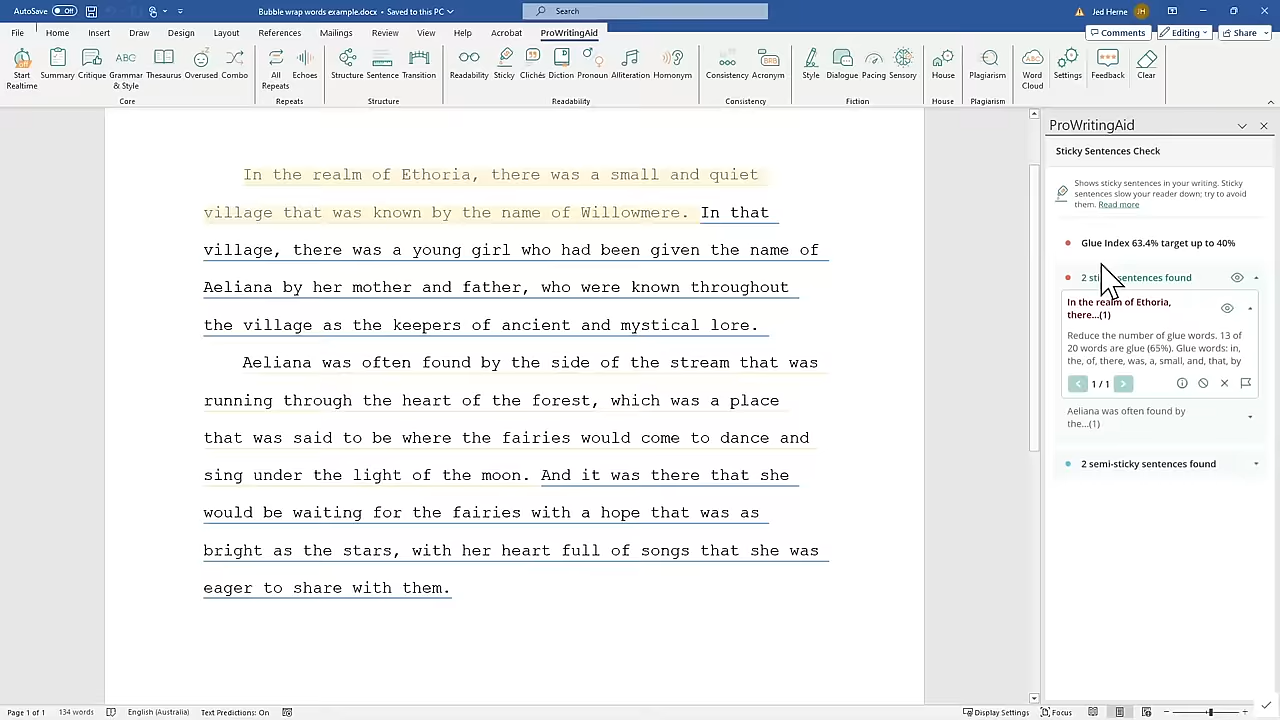 AutoSave Off
Bubble wrap words example.docx • Saved to this PC
Search
Jed Herne JH
File Home Insert Draw Design Layout References Mailings Review View Help Acrobat ProWritingAid
Comments Editing Share
Start Realtime Summary Critique Grammar & Style Thesaurus Overused Combo
Core
All Repeats Echoes
Repeats
Structure Sentence Transition
Structure
Readability Sticky Clichés Diction Pronoun Alliteration Homonym
Readability
Consistency Acronym
Consistency
Style Dialogue Pacing Sensory
Fiction
House
House
Plagiarism
Plagiarism
Word Cloud Settings Feedback Clear
In the realm of Ethoria, there was a small and quiet
village that was known by the name of Willowmere. In that
village, there was a young girl who had been given the name of
Aeliana by her mother and father, who were known throughout
the village as the keepers of ancient and mystical lore.
Aeliana was often found by the side of the stream that was
running through the heart of the forest, which was a place
that was said to be where the fairies would come to dance and
sing under the light of the moon. And it was there that she
would be waiting for the fairies with a hope that was as
bright as the stars, with her heart full of songs that she was
eager to share with them.
ProWritingAid
Sticky Sentences Check
Shows sticky sentences in your writing. Sticky
sentences slow your reader down; try to avoid
them. Read more
Glue Index 63.4% target up to 40%
2 sticky sentences found
In the realm of Ethoria,
there...(1)
Reduce the number of glue words. 13 of
20 words are glue (65%). Glue words: in,
the, of, there, was, a, small, and, that, by
1 / 1
Aeliana was often found by
the...(1)
2 semi-sticky sentences found
Page 1 of 1 134 words English (Australia) Text Predictions: On
Display Settings Focus